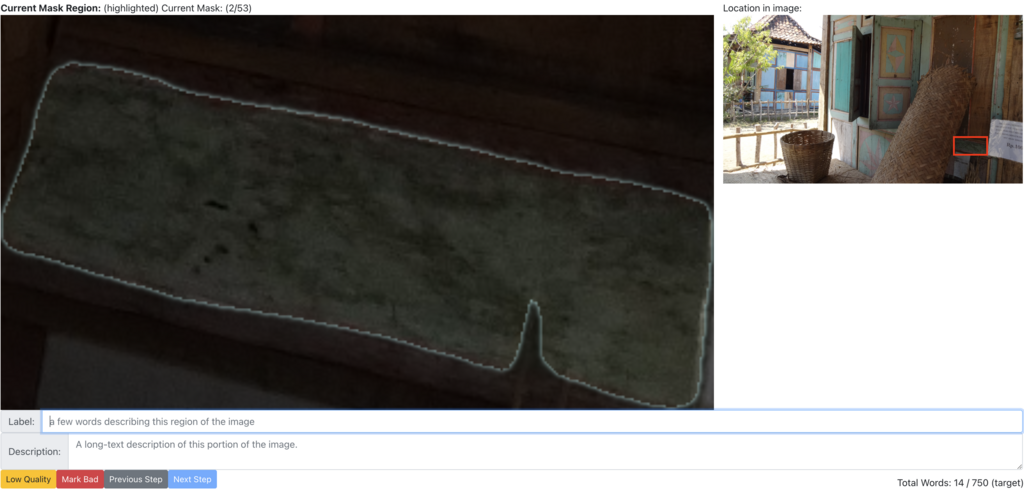 Current Mask Region: (highlighted) Current Mask: (2/53)
Location in image:
Label: a few words describing this region of the image
Description: A long-text description of this portion of the image.
Low Quality Mark Bad Previous Step Next Step
Total Words: 14 / 750 (target)